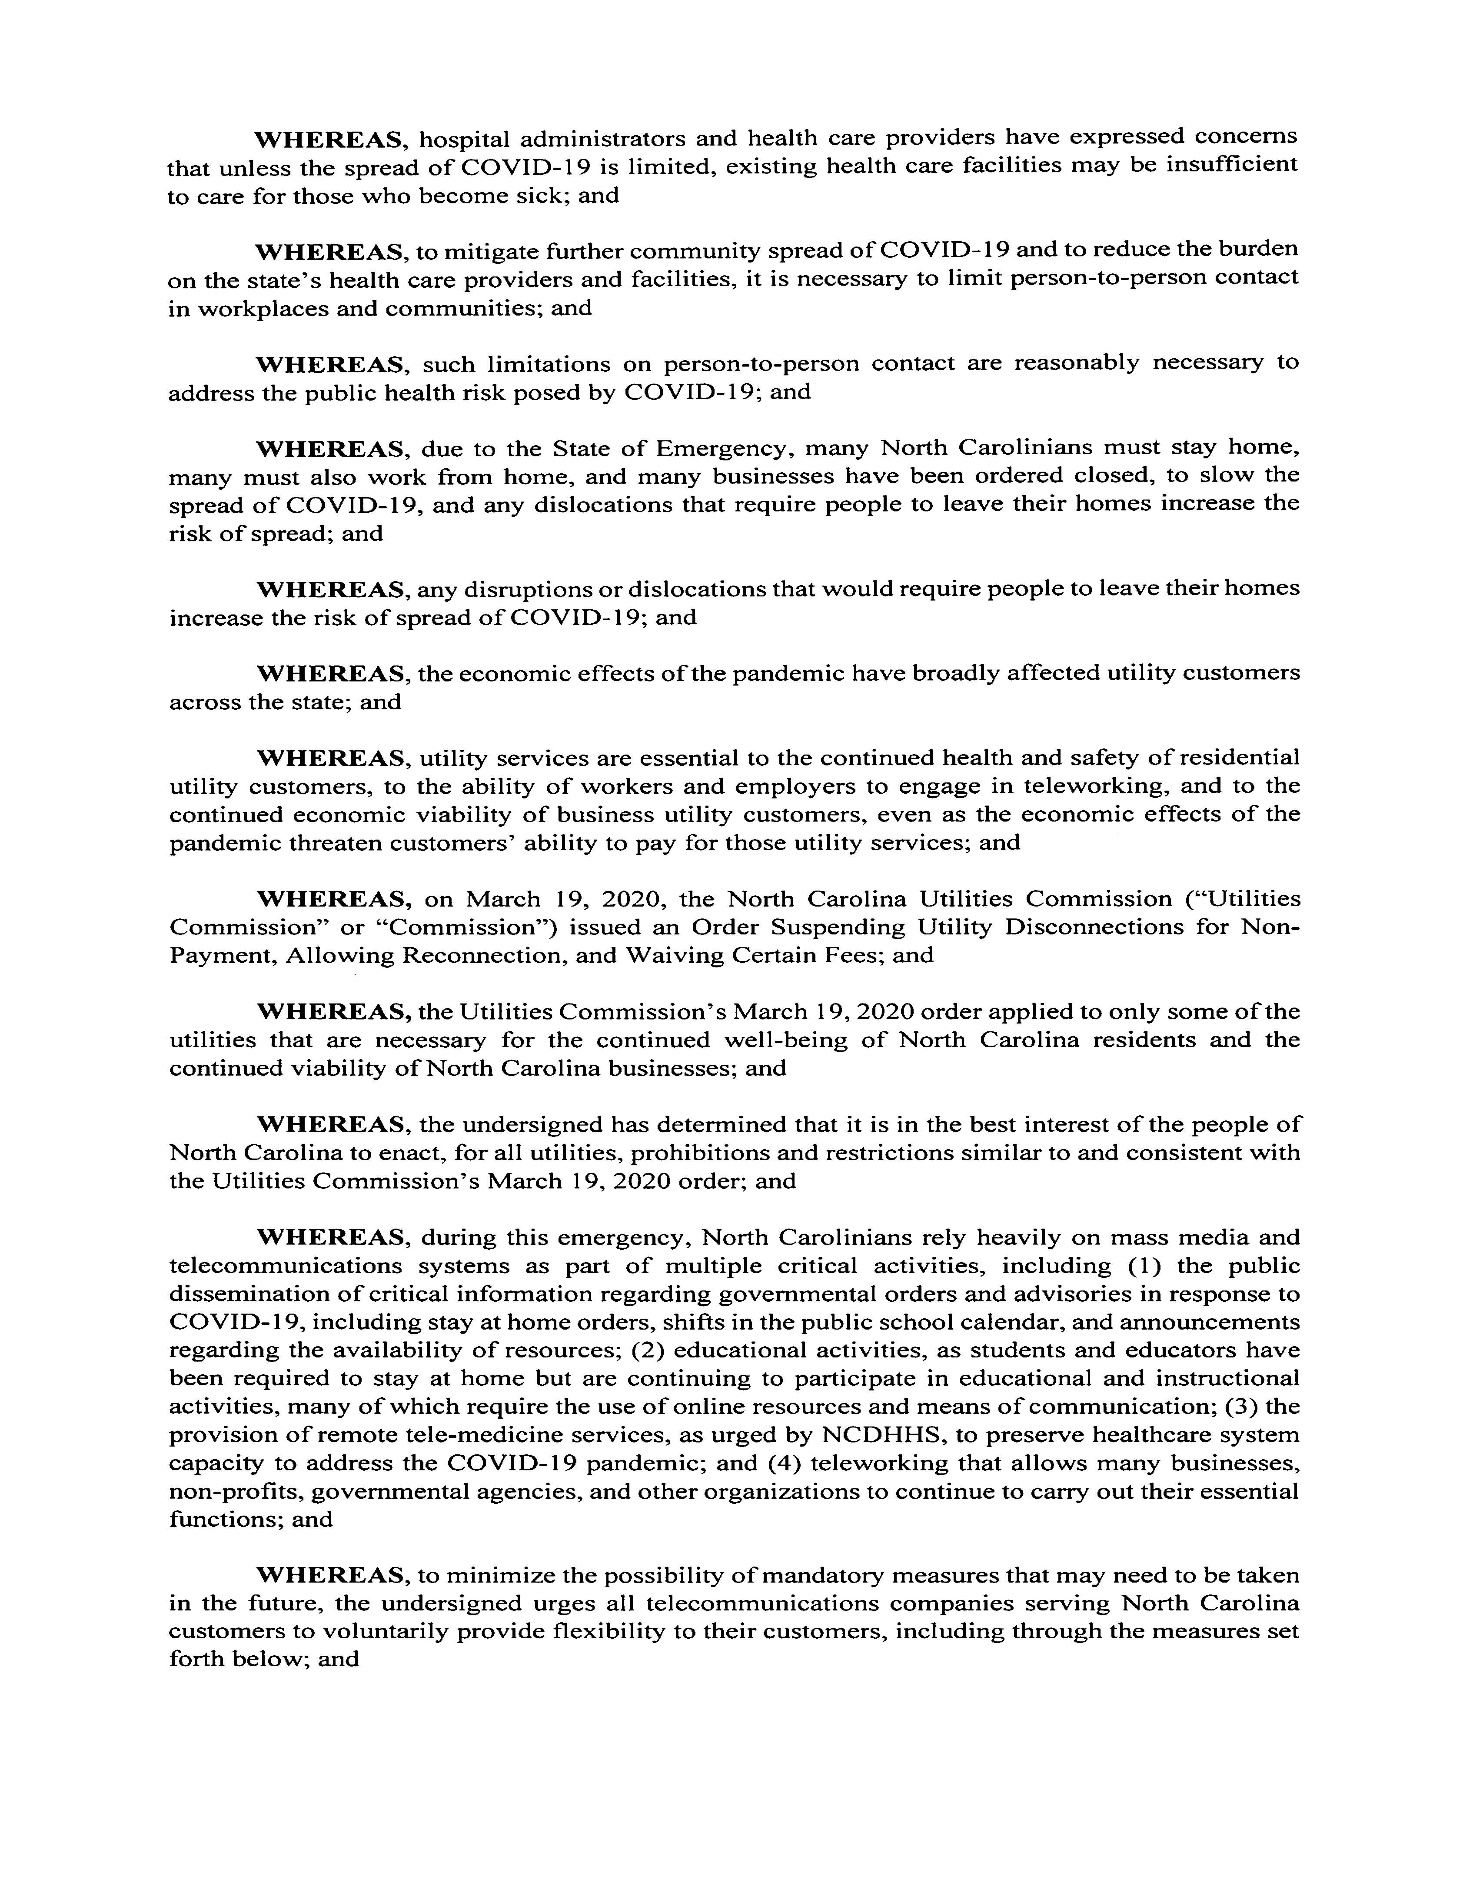 WHEREAS, hospital administrators and health care providers have expressed concerns
that unless the spread of COVID-19 is limited, existing health care facilities may be insufficient
to care for those who become sick; and
WHEREAS, to mitigate further community spread of COVID-19 and to reduce the burden
on the state's health care providers and facilities, it is necessary to limit person-to-person contact
in workplaces and communities; and
WHEREAS, such limitations on person-to-person contact are reasonably necessary to
address the public health risk posed by COVID-19; and
WHEREAS, due to the State of Emergency, many North Carolinians must stay home,
many must also work from home, and many businesses have been ordered closed, to slow the
spread of COVID-19, and any dislocations that require people to leave their homes increase the
risk of spread; and
WHEREAS, any disruptions or dislocations that would require people to leave their homes
increase the risk of spread of COVID-19; and
WHEREAS, the economic effects of the pandemic have broadly affected utility customers
across the state; and
WHEREAS, utility services are essential to the continued health and safety of residential
utility customers, to the ability of workers and employers to engage in teleworking, and to the
continued economic viability of business utility customers, even as the economic effects of the
pandemic threaten customers' ability to pay for those utility services; and
WHEREAS, on March 19, 2020, the North Carolina Utilities Commission ("Utilities
Commission" or "Commission") issued an Order Suspending Utility Disconnections for Non-
Payment, Allowing Reconnection, and Waiving Certain Fees; and
WHEREAS, the Utilities Commission's March 19, 2020 order applied to only some of the
utilities that are necessary for the continued well-being of North Carolina residents and the
continued viability of North Carolina businesses; and
WHEREAS, the undersigned has determined that it is in the best interest of the people of
North Carolina to enact, for all utilities, prohibitions and restrictions similar to and consistent with
the Utilities Commission's March 19, 2020 order; and
WHEREAS, during this emergency, North Carolinians rely heavily on mass media and
telecommunications systems as part of multiple critical activities, including (1) the public
dissemination of critical information regarding governmental orders and advisories in response to
COVID-19, including stay at home orders, shifts in the public school calendar, and announcements
regarding the availability of resources; (2) educational activities, as students and educators have
been required to stay at home but are continuing to participate in educational and instructional
activities, many of which require the use of online resources and means of communication; (3) the
provision of remote tele-medicine services, as urged by NCDHHS, to preserve healthcare system
capacity to address the COVID-19 pandemic; and (4) teleworking that allows many businesses,
non-profits, governmental agencies, and other organizations to continue to carry out their essential
functions; and
WHEREAS, to minimize the possibility of mandatory measures that may need to be taken
in the future, the undersigned urges all telecommunications companies serving North Carolina
customers to voluntarily provide flexibility to their customers, including through the measures set
forth below; and